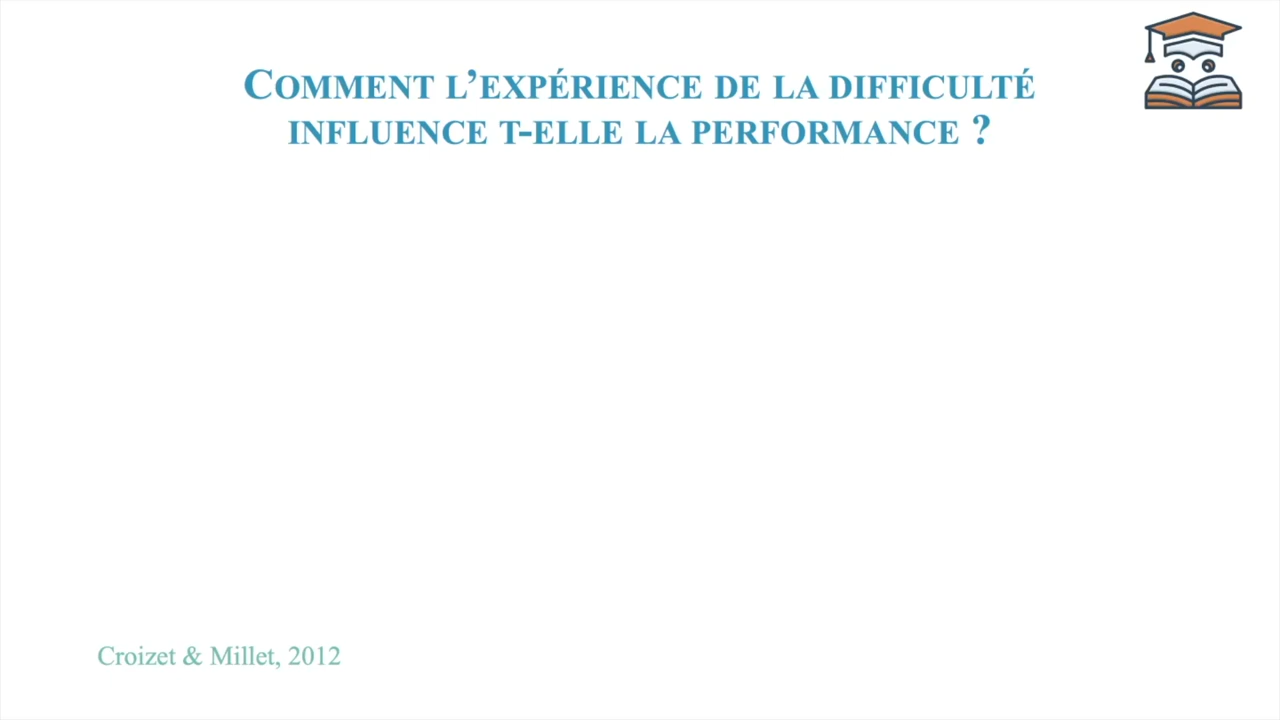 COMMENT L’EXPÉRIENCE DE LA DIFFICULTÉ
INFLUENCE T-ELLE LA PERFORMANCE ?
Croizet & Millet, 2012